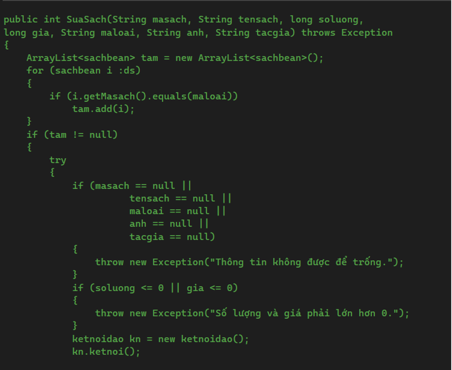 public int SuaSach(String masach, String tensach, long soluong,
long gia, String maloai, String anh, String tacgia) throws Exception
{
    ArrayList<sachbean> tam = new ArrayList<sachbean>();
    for (sachbean i :ds)
    {
        if (i.getMasach().equals(maloai))
            tam.add(i);
    }
    if (tam != null)
    {
        try
        {
            if (masach == null ||
                    tensach == null ||
                    maloai == null ||
                    anh == null ||
                    tacgia == null)
            {
                throw new Exception("Thông tin không được để trống.");
            }
            if (soluong <= 0 || gia <= 0)
            {
                throw new Exception("Số lượng và giá phải lớn hơn 0.");
            }
            ketnoidao kn = new ketnoidao();
            kn.ketnoi();